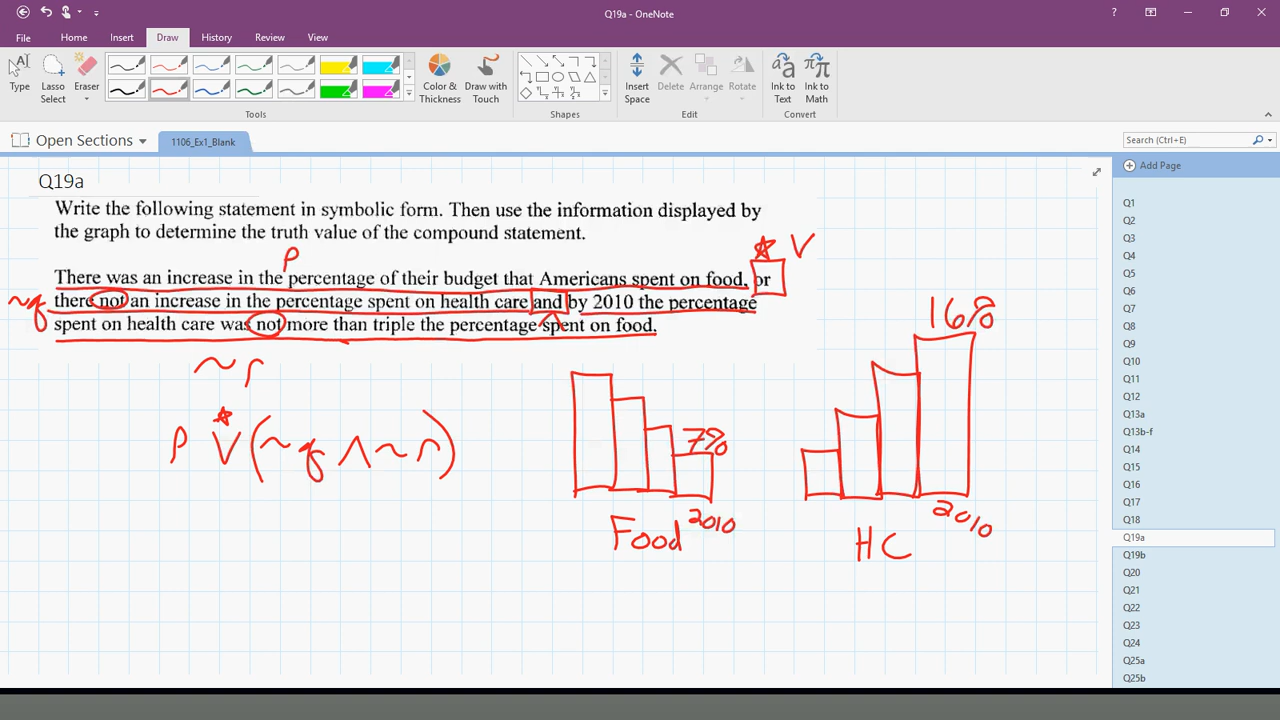 Q19a - OneNote
?
File Home Insert Draw History Review View
Type
Lasso Select
Eraser
Color & Thickness
Draw with Touch
Insert Space
Delete
Arrange
Rotate
Ink to Text
Ink to Math
Tools
Shapes
Edit
Convert
Open Sections
1106_Ex1_Blank
Search (Ctrl+E)
Add Page
Q19a
Write the following statement in symbolic form. Then use the information displayed by
the graph to determine the truth value of the compound statement.
p
V
There was an increase in the percentage of their budget that Americans spent on food, or
~q
there not an increase in the percentage spent on health care and by 2010 the percentage
spent on health care was not more than triple the percentage spent on food.
~r
p V (~q ∧ ~r)
7%
2010
Food
16%
2010
HC
Q1
Q2
Q3
Q4
Q5
Q6
Q7
Q8
Q9
Q10
Q11
Q12
Q13a
Q13b-f
Q14
Q15
Q16
Q17
Q18
Q19a
Q19b
Q20
Q21
Q22
Q23
Q24
Q25a
Q25b